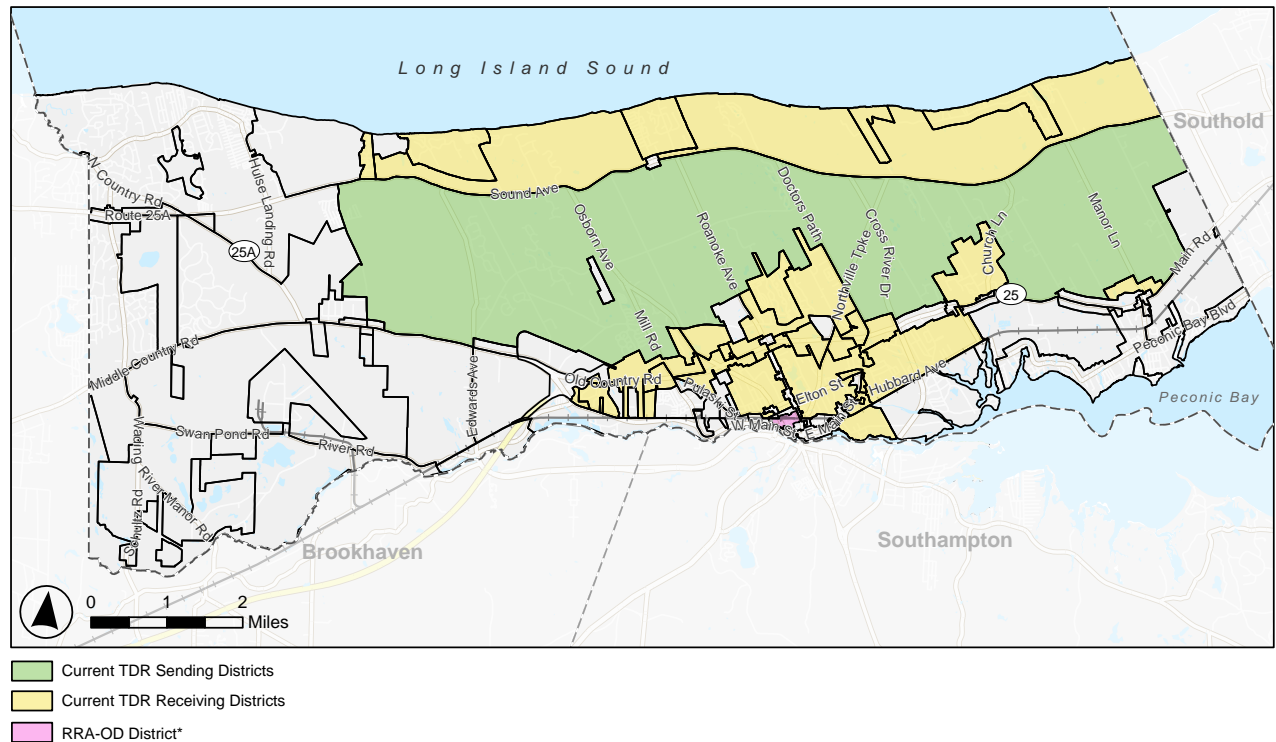 Long Island Sound
Southold
N Country Rd
Route 25A
Hulse Landing Rd
25A
Sound Ave
Osborn Ave
Roanoke Ave
Doctors Path
Northville Tpke
Cross River Dr
Church Ln
Manor Ln
Main Rd
25
Mill Rd
Peconic Bay Blvd
Middle Country Rd
Edwards Ave
Old Country Rd
Pulaski St
Elton St
Hubbard Ave
W Main St
E Main St
Peconic Bay
Wading River Manor Rd
Swan Pond Rd
River Rd
Schultz Rd
Brookhaven
Southampton
0 1 2
Miles
Current TDR Sending Districts
Current TDR Receiving Districts
RRA-OD District*